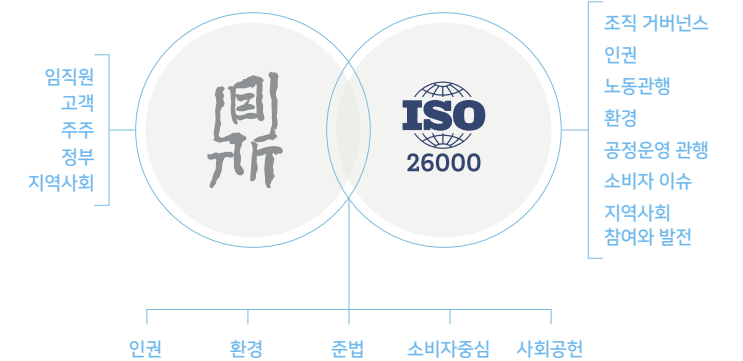 임직원
고객
주주
정부
지역사회
鼎
ISO
26000
조직 거버넌스
인권
노동관행
환경
공정운영 관행
소비자 이슈
지역사회
참여와 발전
인권
환경
준법
소비자중심
사회공헌